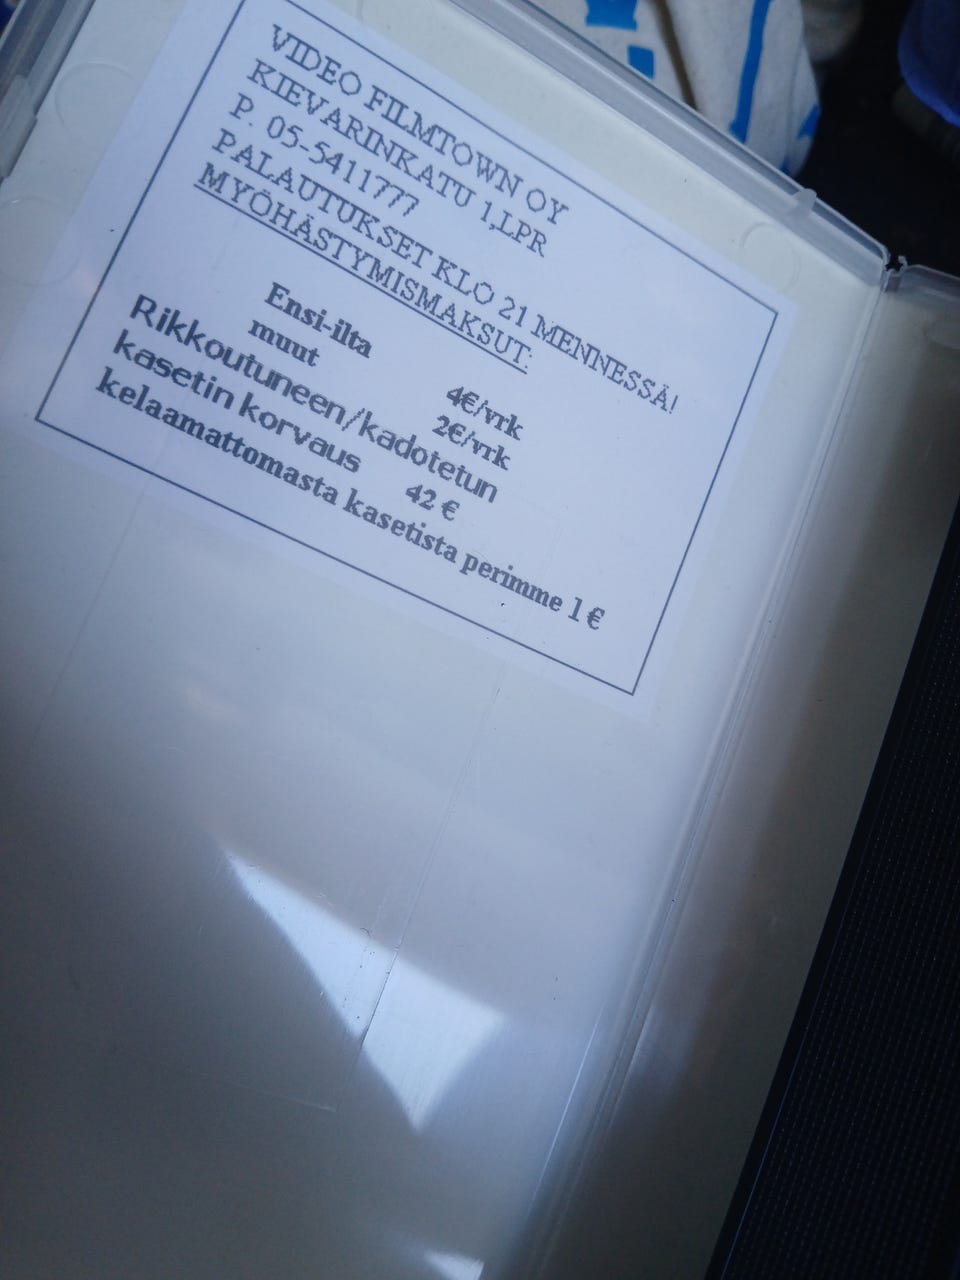 VIDEO FILMTOWN OY
KIEVARINKATU 1,LPR
P. 05-5411777
PALAUTUKSET KLO 21 MENNESSÄ!
MYÖHÄSTYMISMAKSUT:
Ensi-ilta 4€/vrk
muut 2€/vrk
Rikkoutuneen/kadotetun
kasetin korvaus 42 €
kelaamattomasta kasetista perimme 1 €